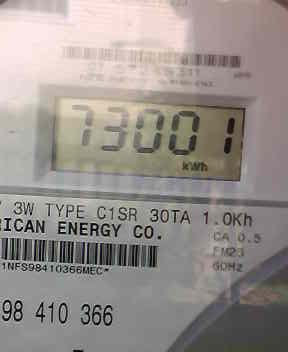 73001
kWh
3W TYPE C1SR 30TA 1.0Kh
RICAN ENERGY CO.
CA 0.5
FM2S
60Hz
1NFS98410366MEC*
98 410 366